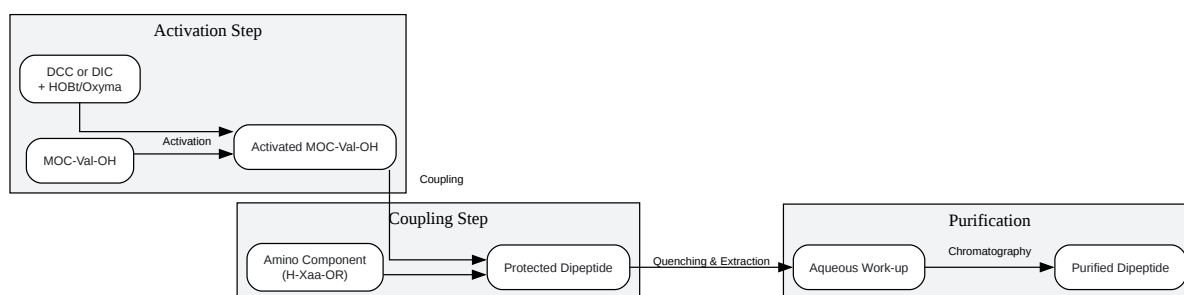 Activation Step
DCC or DIC
+ HOBt/Oxyma
Activation
MOC-Val-OH
Activated MOC-Val-OH
Coupling
Coupling Step
Amino Component
(H-Xaa-OR)
Protected Dipeptide
Quenching & Extraction
Purification
Aqueous Work-up
Chromatography
Purified Dipeptide